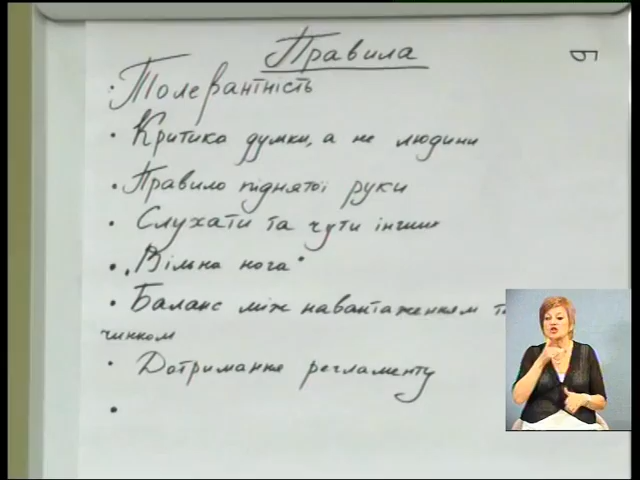 Правила
Б
• Толерантність
• Критика думки, а не людини
• Правило піднятої руки
• Слухати та чути інших
• „Вільна нога"
• Баланс між навантаженням
чинком
• Дотримання регламенту
•